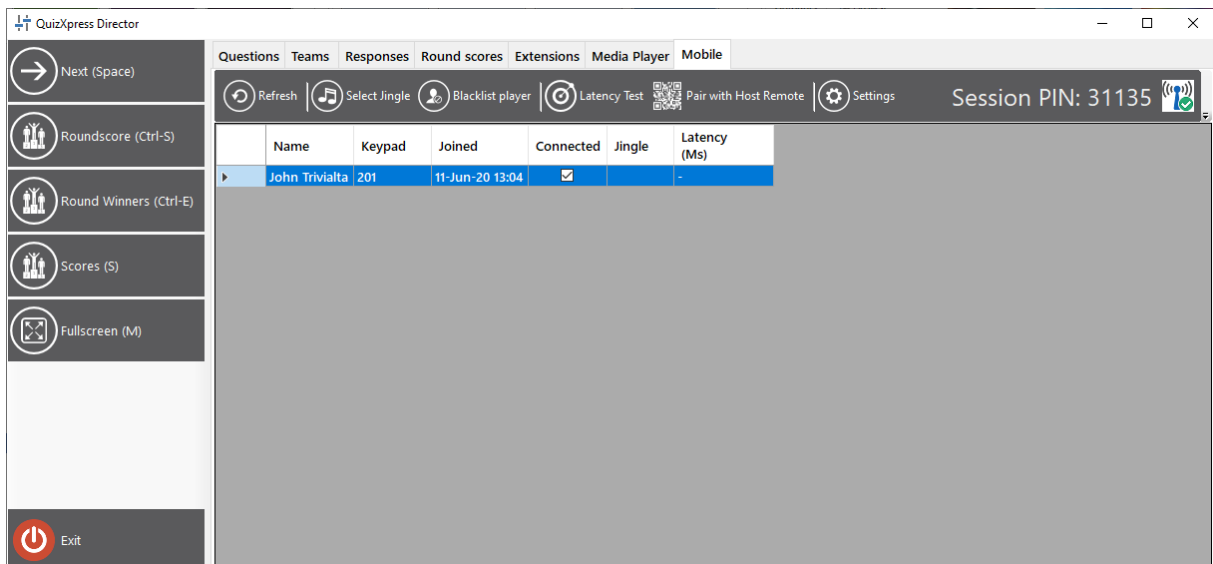 QuizXpress Director
Next (Space)
Roundscore (Ctrl-S)
Round Winners (Ctrl-E)
Scores (S)
Fullscreen (M)
Exit
Questions Teams Responses Round scores Extensions Media Player Mobile
Refresh Select Jingle Blacklist player Latency Test Pair with Host Remote Settings Session PIN: 31135
Name Keypad Joined Connected Jingle Latency
(Ms)
John Trivialta 201 11-Jun-20 13:04 -